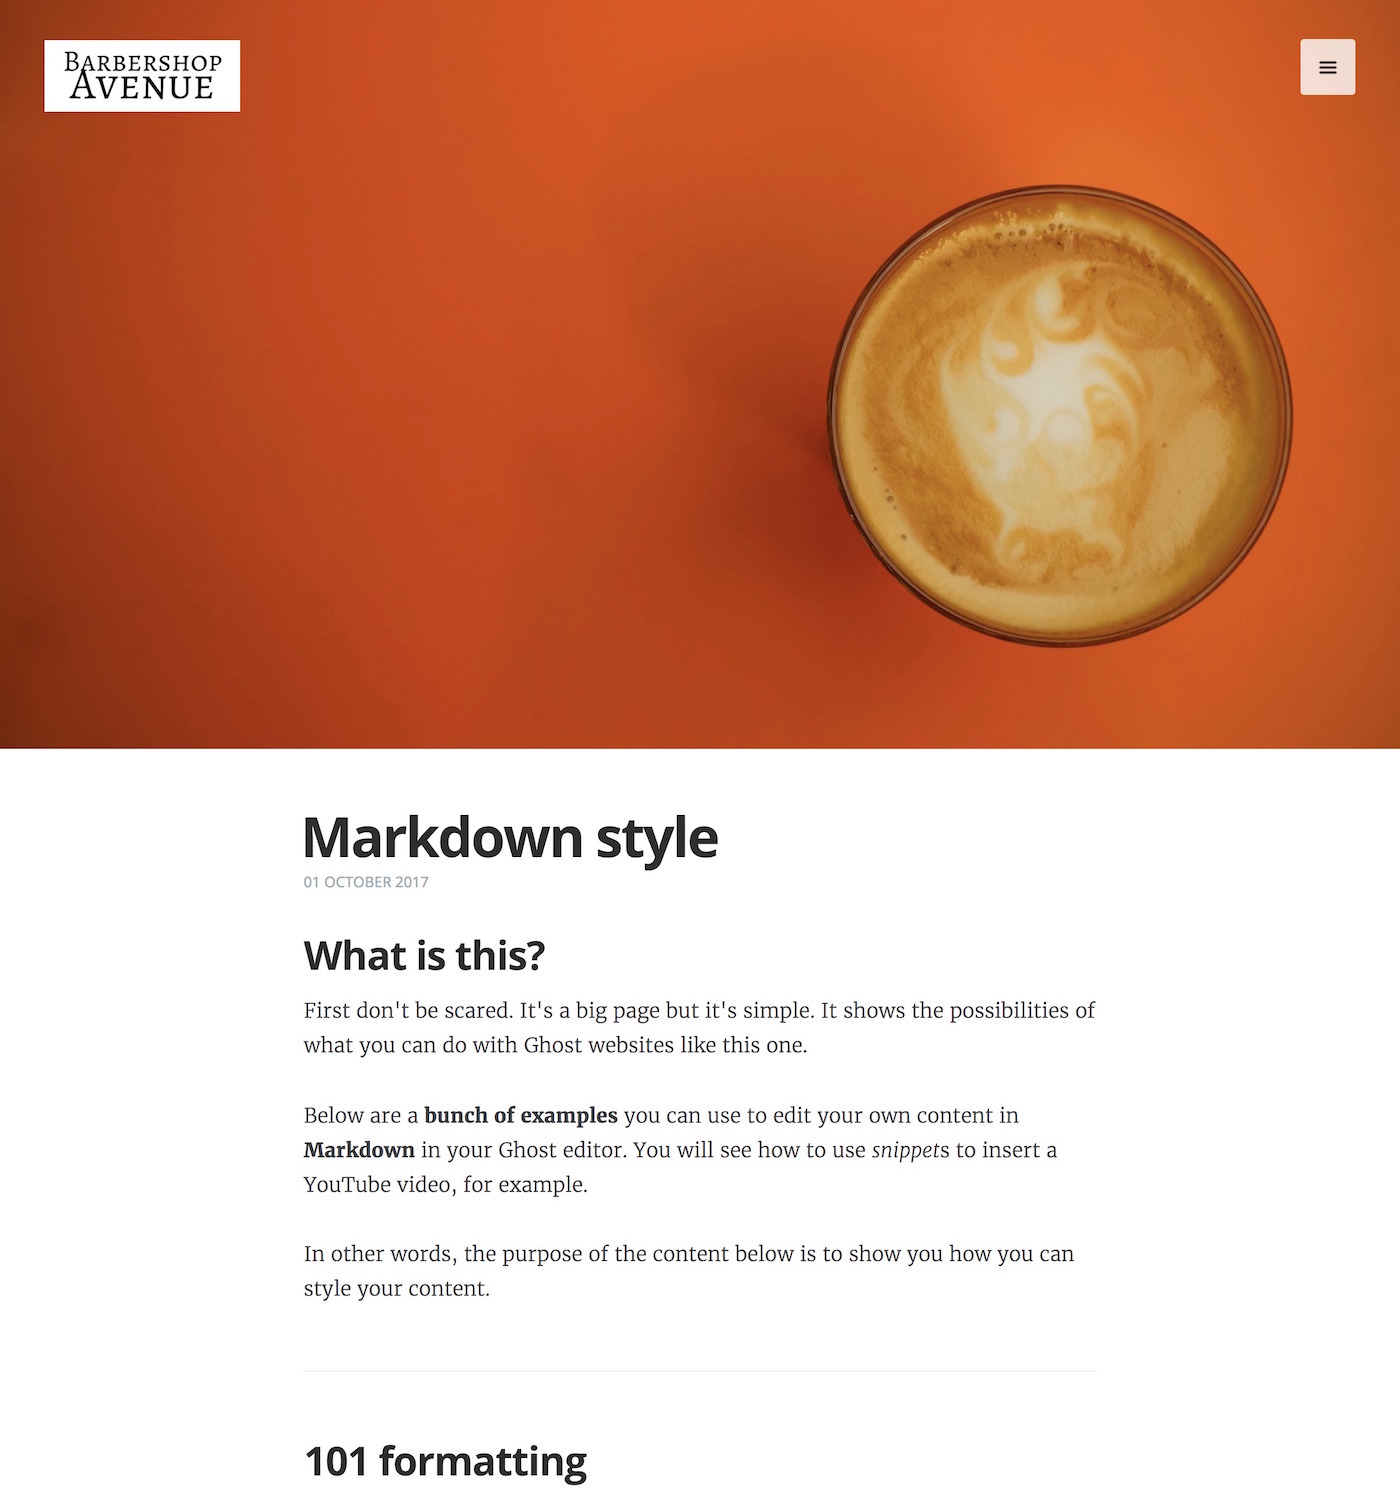 BARBERSHOP
AVENUE
Markdown style
01 OCTOBER 2017
What is this?
First don't be scared. It's a big page but it's simple. It shows the possibilities of
what you can do with Ghost websites like this one.
Below are a bunch of examples you can use to edit your own content in
Markdown in your Ghost editor. You will see how to use snippets to insert a
YouTube video, for example.
In other words, the purpose of the content below is to show you how you can
style your content.
101 formatting